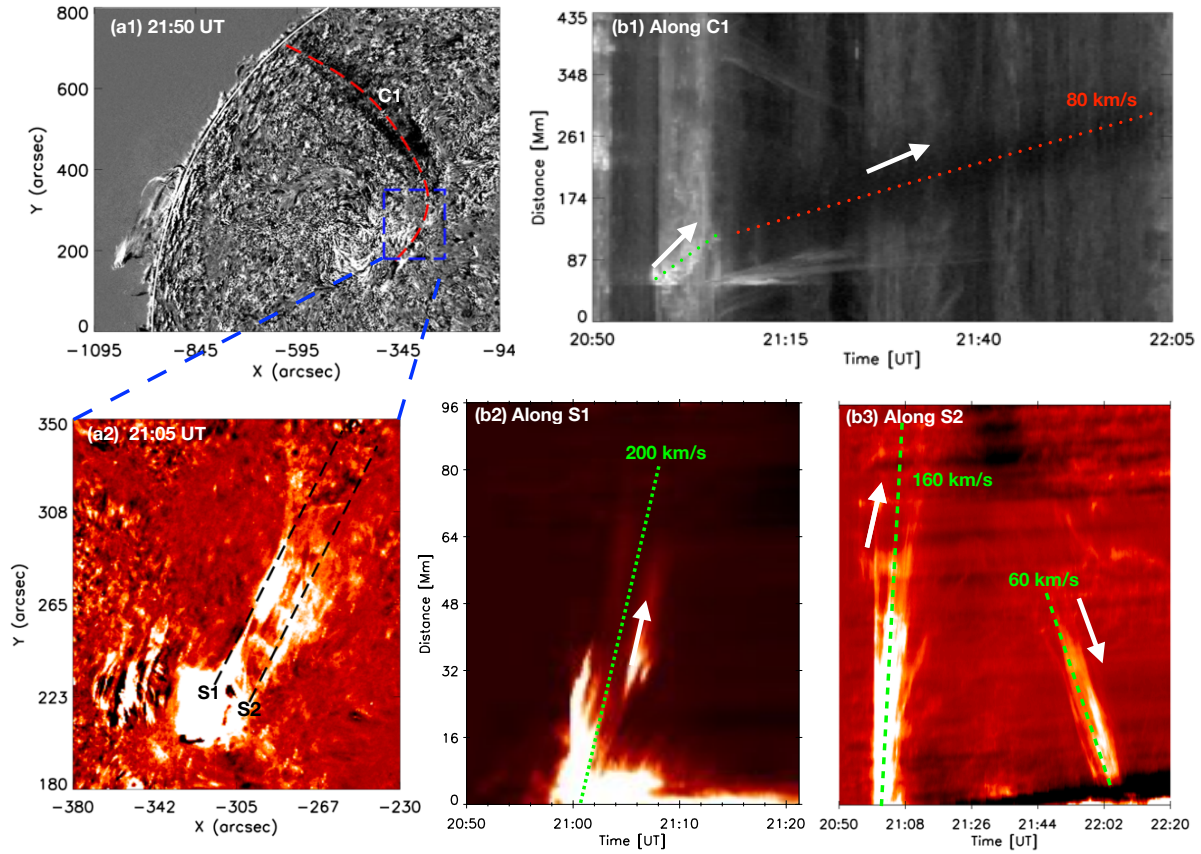 (a1) 21:50 UT
C1
800
600
400
200
0
Y (arcsec)
−1095 −845 −595 −345 −94
X (arcsec)
(b1) Along C1
80 km/s
435
348
261
174
87
0
Distance [Mm]
20:50 21:15 21:40 22:05
Time [UT]
(a2) 21:05 UT
S1
S2
350
308
265
223
180
Y (arcsec)
−380 −342 −305 −267 −230
X (arcsec)
(b2) Along S1
200 km/s
96
80
64
48
32
16
0
Distance [Mm]
20:50 21:00 21:10 21:20
Time [UT]
(b3) Along S2
160 km/s
60 km/s
20:50 21:08 21:26 21:44 22:02 22:20
Time [UT]